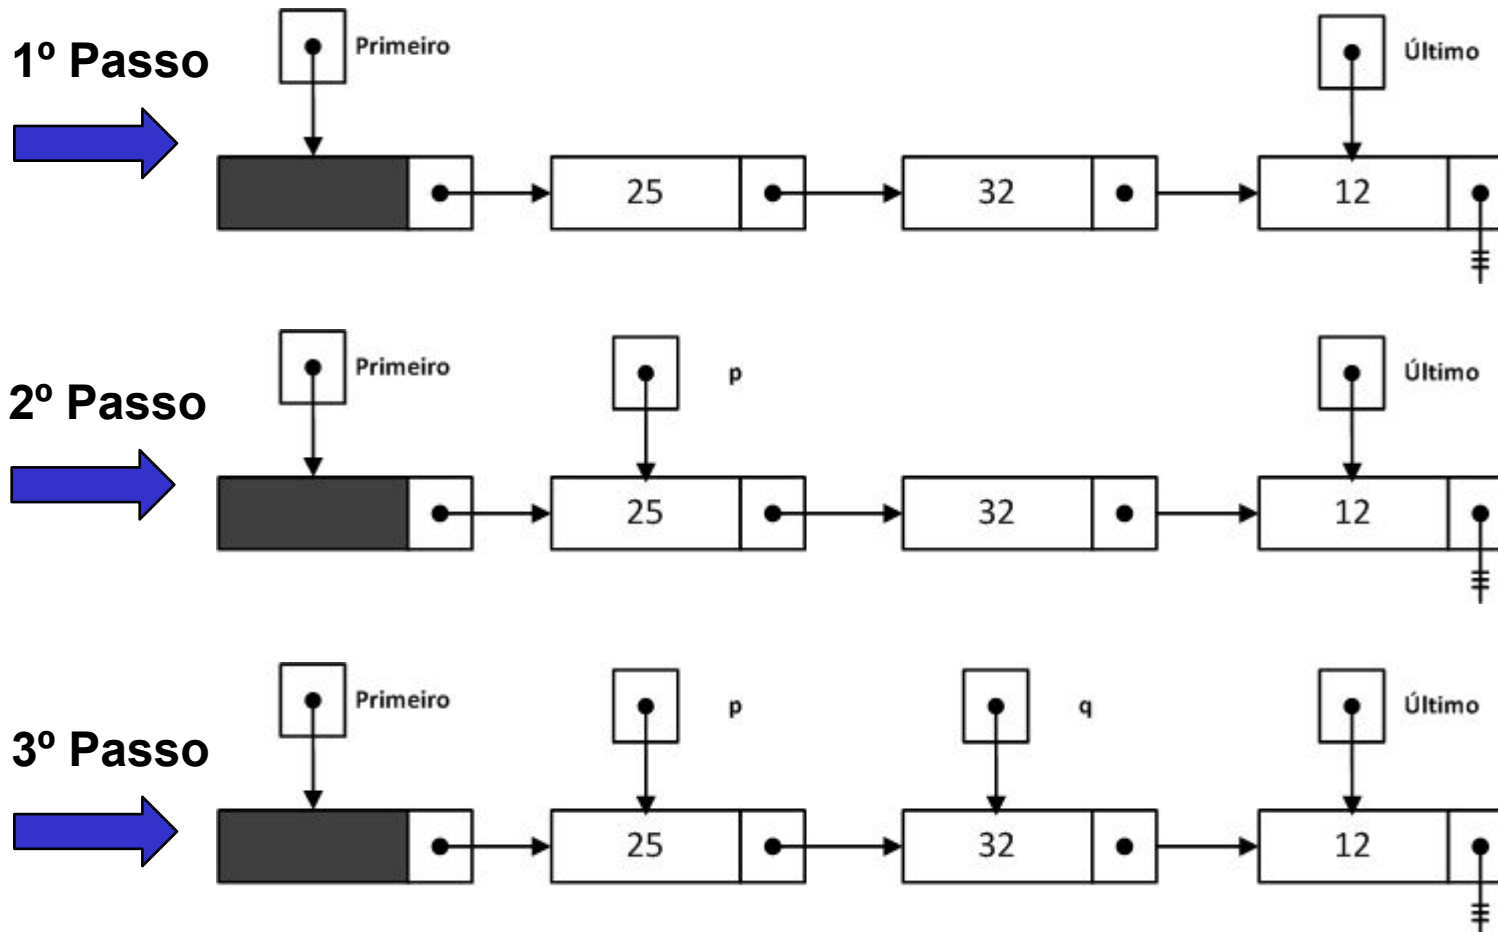 1º Passo
Primeiro
Último
25
32
12
2º Passo
Primeiro
p
Último
25
32
12
3º Passo
Primeiro
p
q
Último
25
32
12